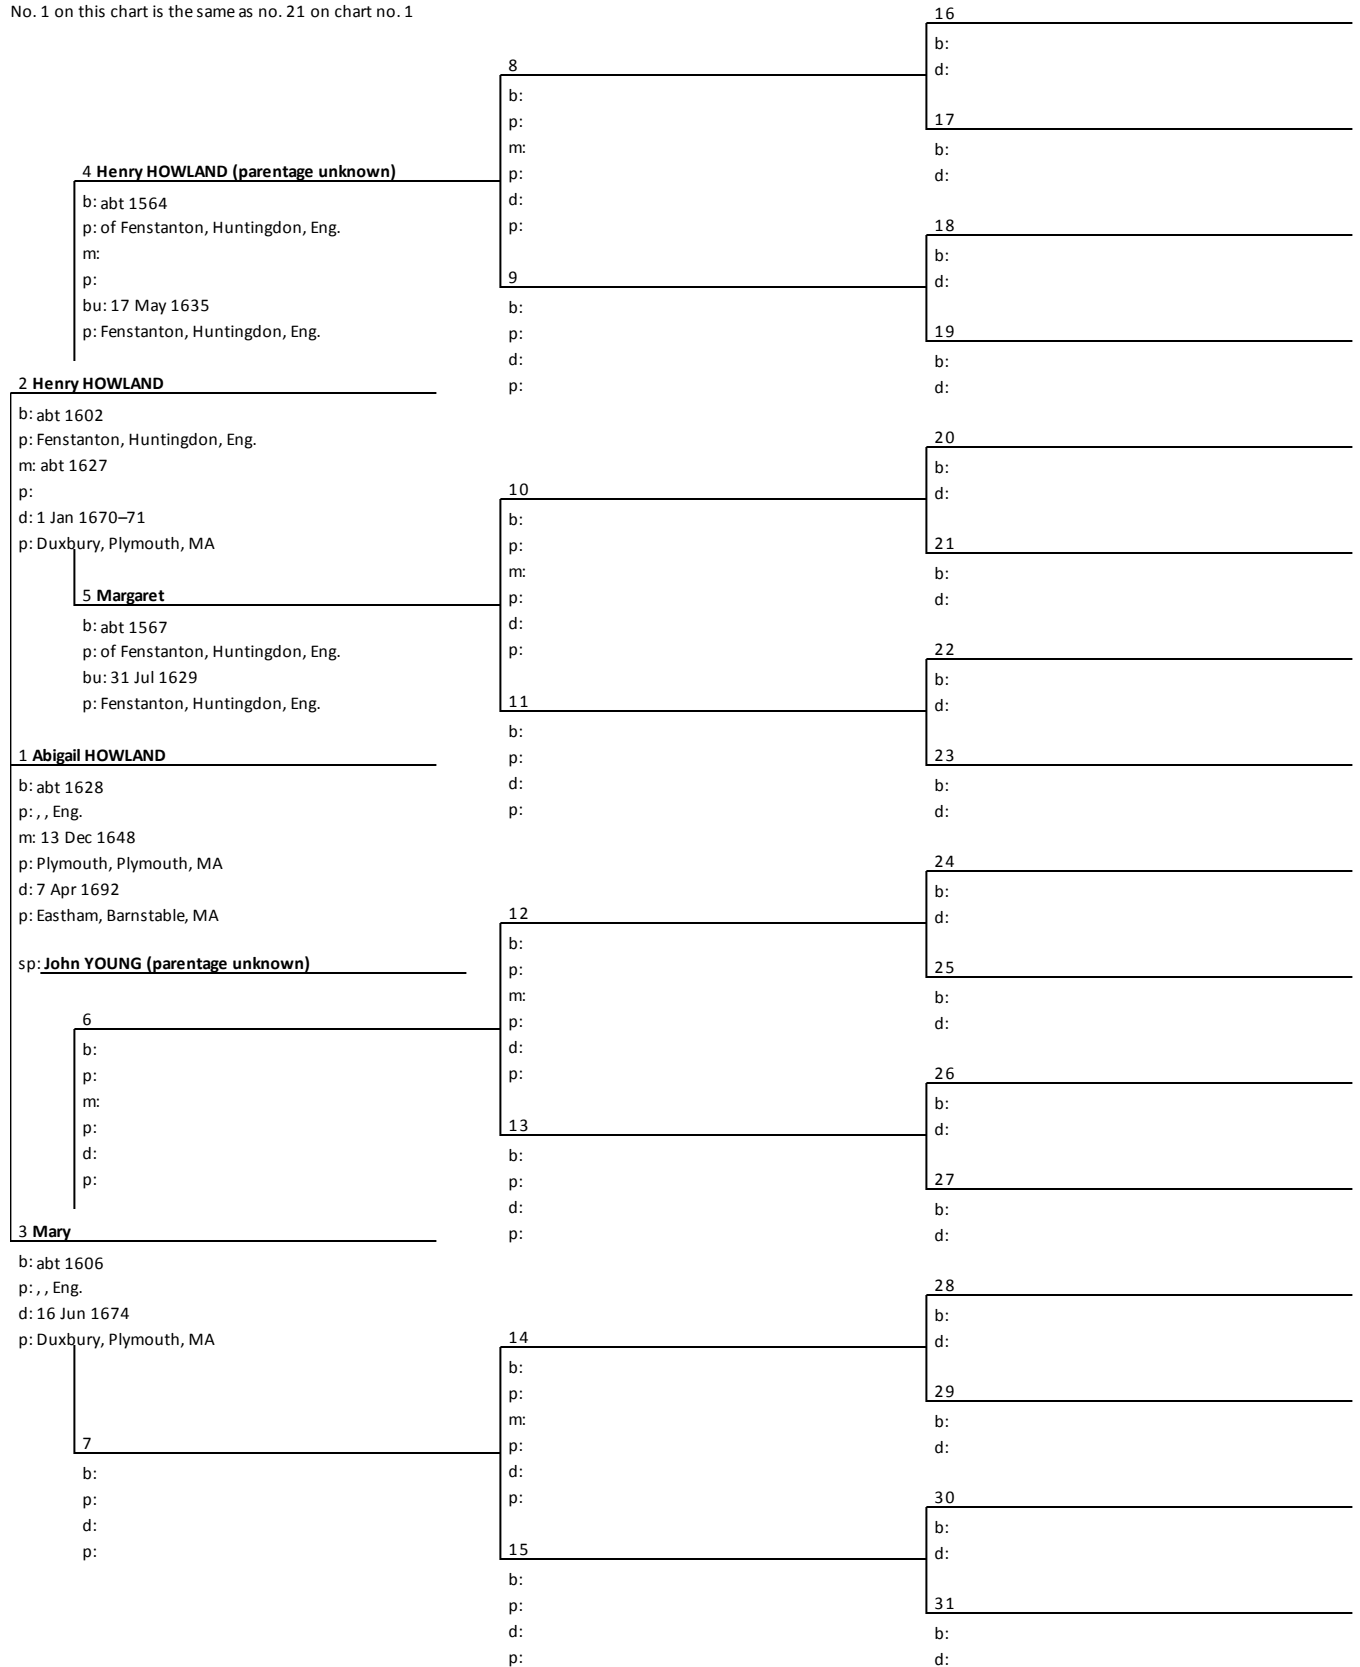 No. 1 on this chart is the same as no. 21 on chart no. 1
4 Henry HOWLAND (parentage unknown)
b: abt 1564
p: of Fenstanton, Huntingdon, Eng.
m:
p:
bu: 17 May 1635
p: Fenstanton, Huntingdon, Eng.
2 Henry HOWLAND
b: abt 1602
p: Fenstanton, Huntingdon, Eng.
m: abt 1627
p:
d: 1 Jan 1670–71
p: Duxbury, Plymouth, MA
5 Margaret
b: abt 1567
p: of Fenstanton, Huntingdon, Eng.
bu: 31 Jul 1629
p: Fenstanton, Huntingdon, Eng.
1 Abigail HOWLAND
b: abt 1628
p: , , Eng.
m: 13 Dec 1648
p: Plymouth, Plymouth, MA
d: 7 Apr 1692
p: Eastham, Barnstable, MA
sp: John YOUNG (parentage unknown)
6
b:
p:
m:
p:
d:
p:
3 Mary
b: abt 1606
p: , , Eng.
d: 16 Jun 1674
p: Duxbury, Plymouth, MA
7
b:
p:
d:
p:
8
b:
p:
m:
p:
d:
p:
9
b:
p:
d:
p:
10
b:
p:
m:
p:
d:
p:
11
b:
p:
d:
p:
12
b:
p:
m:
p:
d:
p:
13
b:
p:
d:
p:
14
b:
p:
m:
p:
d:
p:
15
b:
p:
d:
p:
16
b:
d:
17
b:
d:
18
b:
d:
19
b:
d:
20
b:
d:
21
b:
d:
22
b:
d:
23
b:
d:
24
b:
d:
25
b:
d:
26
b:
d:
27
b:
d:
28
b:
d:
29
b:
d:
30
b:
d:
31
b:
d: